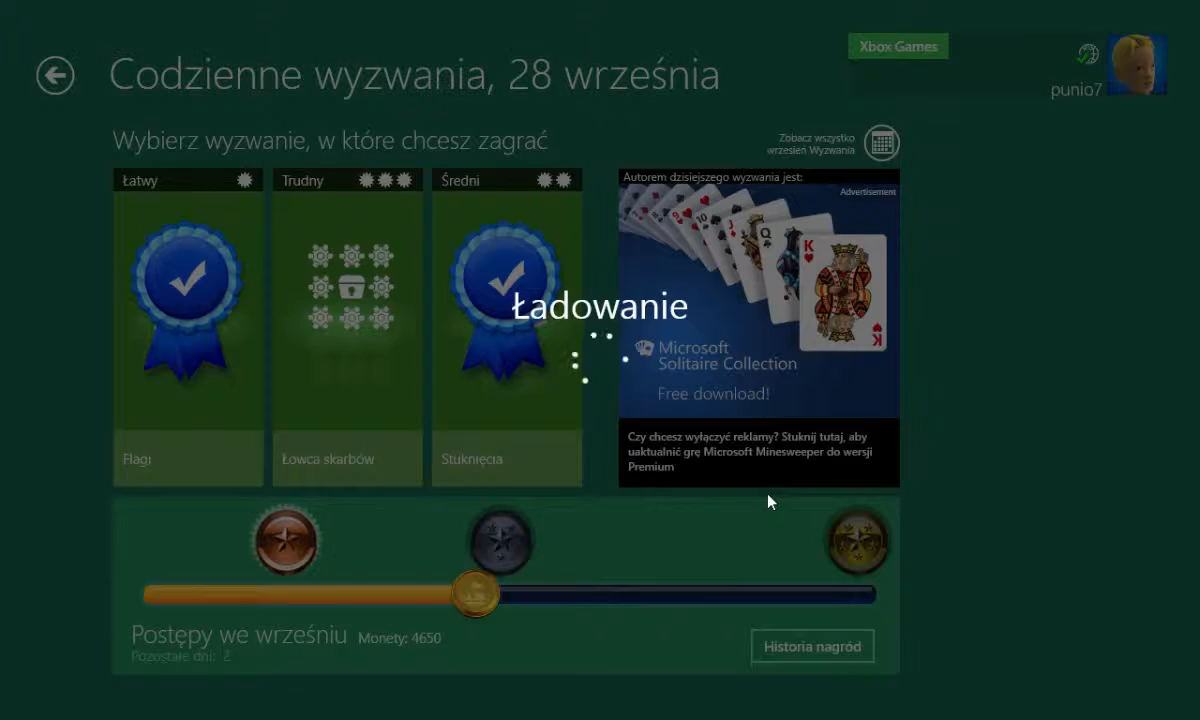 Codzienne wyzwania, 28 września
Xbox Games
punio7
Wybierz wyzwanie, w które chcesz zagrać
Zobacz wszystko
wrzesień Wyzwania
Łatwy
Trudny
Średni
Autorem dzisiejszego wyzwania jest:
Advertisement
J
Q
K
10
Ładowanie
Microsoft
Solitaire Collection
Free download!
Flagi
Łowca skarbów
Stuknięcia
Czy chcesz wyłączyć reklamy? Stuknij tutaj, aby
uaktualnić grę Microsoft Minesweeper do wersji
Premium
K
Postępy we wrześniu Monety: 4650
Pozostałe dni: 2
Historia nagród